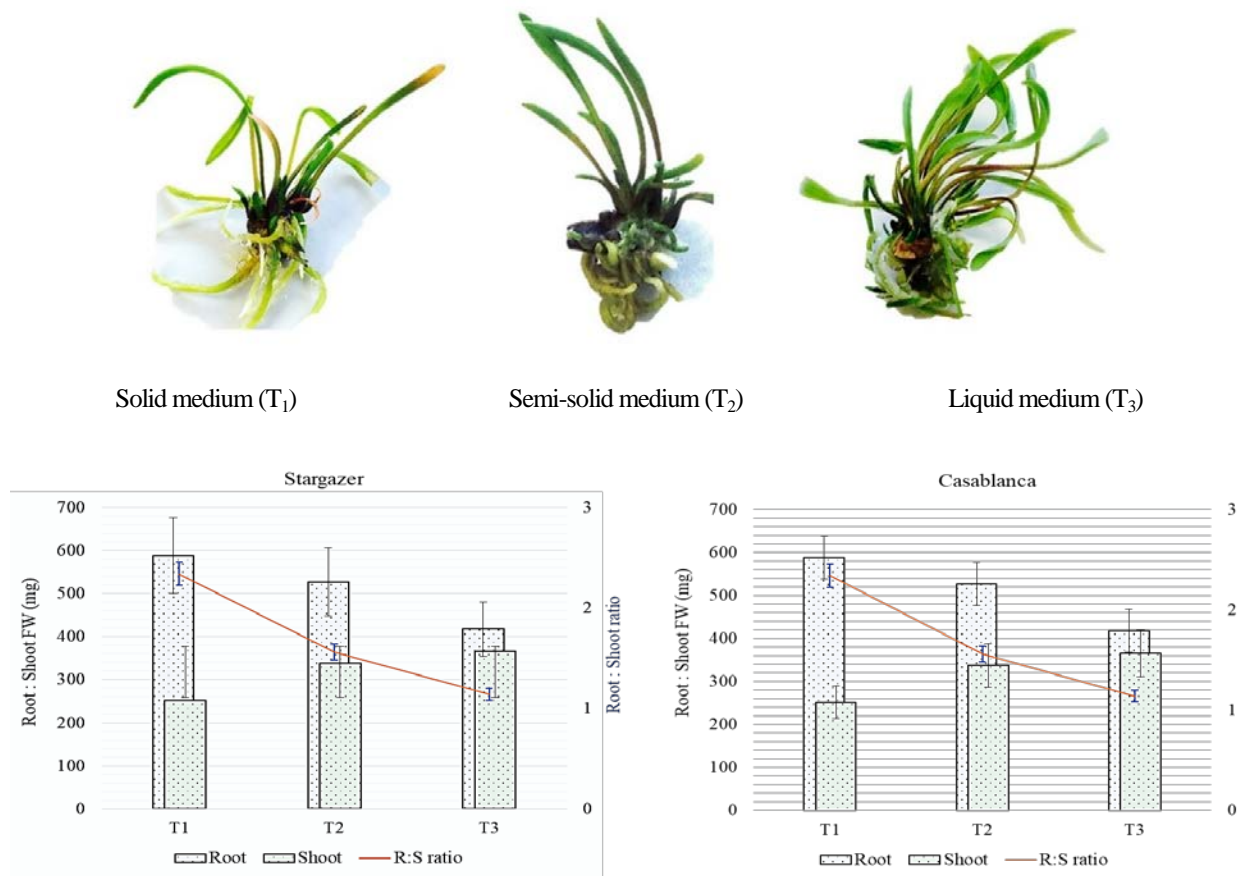 Solid medium (T₁) Semi-solid medium (T₂) Liquid medium (T₃)
Stargazer
Root : Shoot FW (mg)
700
600
500
400
300
200
100
0
3
2
1
0
Root : Shoot ratio
T1 T2 T3
Root Shoot R:S ratio
Casablanca
Root : Shoot FW (mg)
700
600
500
400
300
200
100
0
3
2
1
0
T1 T2 T3
Root Shoot R:S ratio